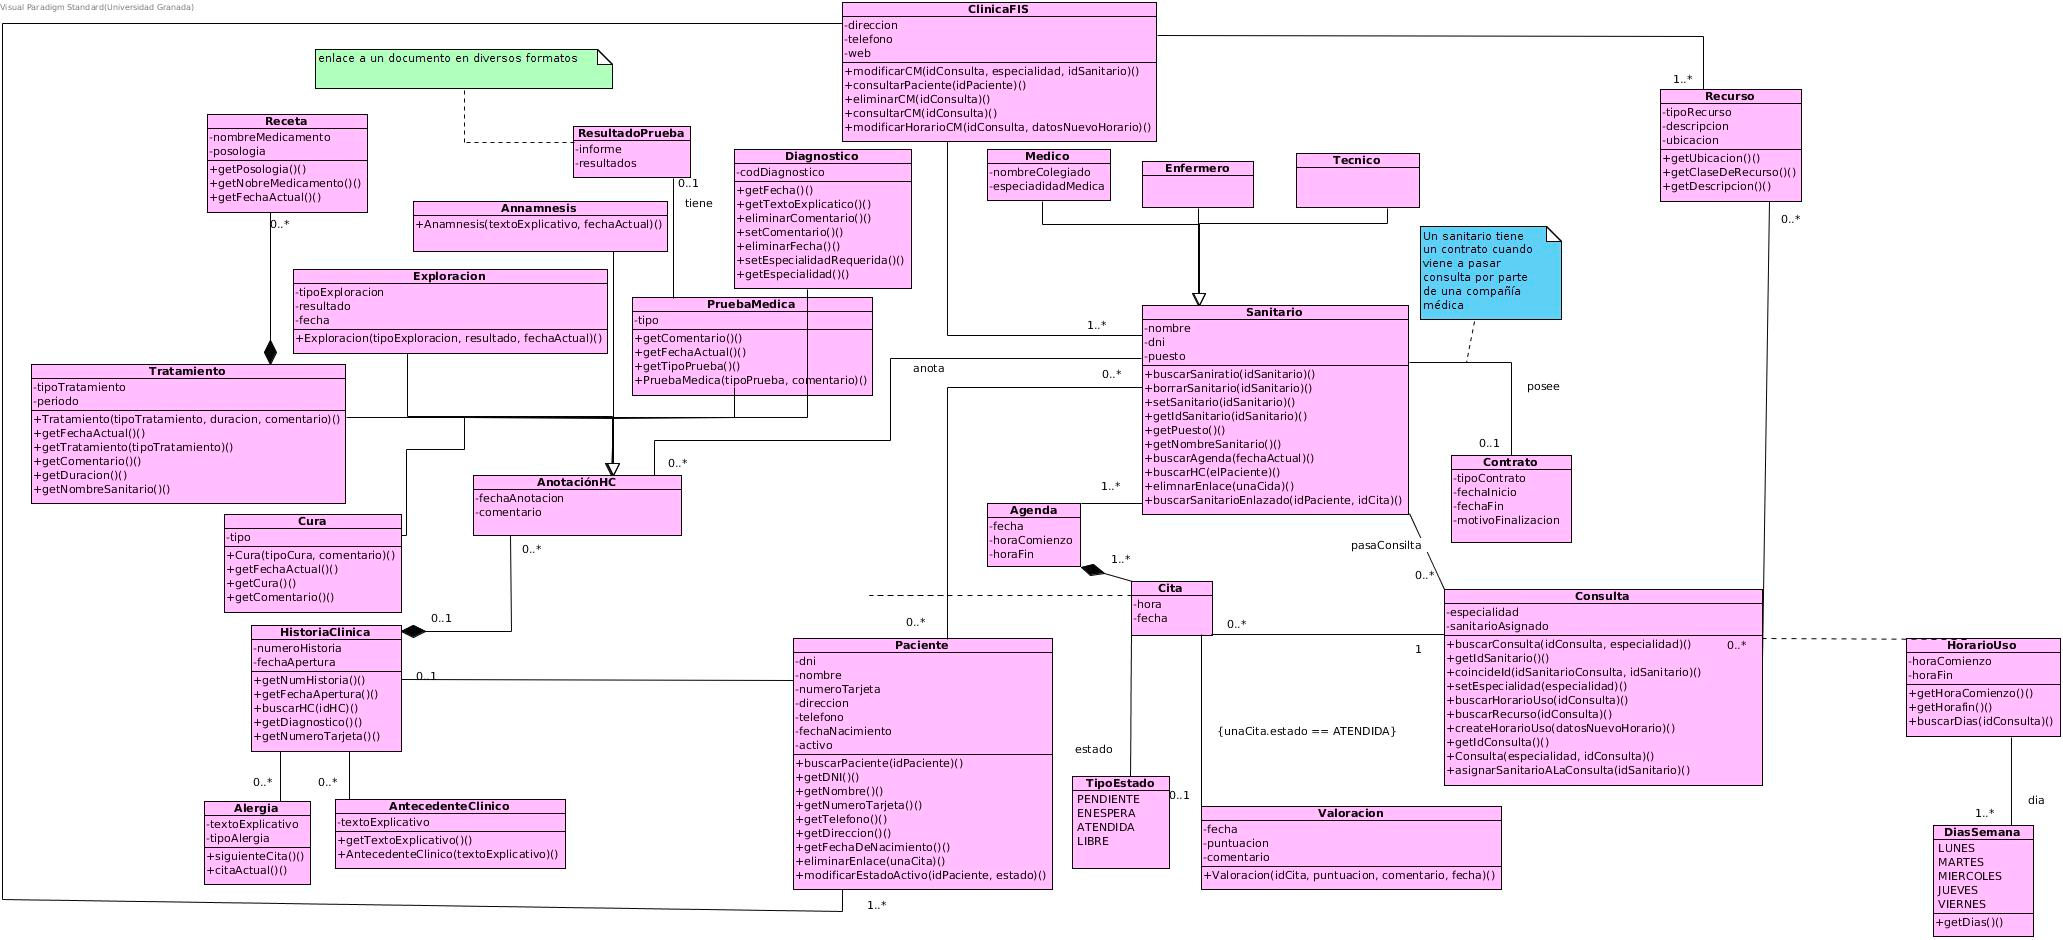 Visual Paradigm Standard(Universidad Granada)
ClinicaFIS
-direccion
-telefono
-web
+modificarCM(idConsulta, especialidad, idSanitario)()
+consultarPaciente(idPaciente)()
+eliminarCM(idConsulta)()
+consultarCM(idConsulta)()
+modificarHorarioCM(idConsulta, datosNuevoHorario)()
enlace a un documento en diversos formatos
1..*
Recurso
-tipoRecurso
-descripcion
-ubicacion
+getUbicacion()()
+getClaseDeRecurso()()
+getDescripcion()()
0..*
Receta
-nombreMedicamento
-posologia
+getPosologia()()
+getNobreMedicamento()()
+getFechaActual()()
0..*
ResultadoPrueba
-informe
-resultados
0..1
tiene
Diagnostico
-codDiagnostico
+getFecha()()
+getTextoExplicatico()()
+eliminarComentario()()
+setComentario()()
+eliminarFecha()()
+setEspecialidadRequerida()()
+getEspecialidad()()
Medico
-nombreColegiado
-especiadidadMedica
Enfermero
Tecnico
Annamnesis
+Anamnesis(textoExplicativo, fechaActual)()
Un sanitario tiene
un contrato cuando
viene a pasar
consulta por parte
de una compañía
médica
Exploracion
-tipoExploracion
-resultado
-fecha
+Exploracion(tipoExploracion, resultado, fechaActual)()
PruebaMedica
-tipo
+getComentario()()
+getFechaActual()()
+getTipoPrueba()()
+PruebaMedica(tipoPrueba, comentario)()
1..*
Sanitario
-nombre
-dni
-puesto
+buscarSaniratio(idSanitario)()
+borrarSanitario(idSanitario)()
+setSanitario(idSanitario)()
+getIdSanitario(idSanitario)()
+getPuesto()()
+getNombreSanitario()()
+buscarAgenda(fechaActual)()
+buscarHC(elPaciente)()
+elimnarEnlace(unaCida)()
+buscarSanitarioEnlazado(idPaciente, idCita)()
anota
0..*
posee
0..1
Contrato
-tipoContrato
-fechaInicio
-fechaFin
-motivoFinalizacion
Tratamiento
-tipoTratamiento
-periodo
+Tratamiento(tipoTratamiento, duracion, comentario)()
+getFechaActual()()
+getTratamiento(tipoTratamiento)()
+getComentario()()
+getDuracion()()
+getNombreSanitario()()
0..*
AnotaciónHC
-fechaAnotacion
-comentario
0..*
1..*
Agenda
-fecha
-horaComienzo
-horaFin
1..*
pasaConsilta
0..*
Cura
-tipo
+Cura(tipoCura, comentario)()
+getFechaActual()()
+getCura()()
+getComentario()()
0..1
Cita
-hora
-fecha
0..*
0..*
1
Consulta
-especialidad
-sanitarioAsignado
+buscarConsulta(idConsulta, especialidad)()
+getIdSanitario()()
+coincideId(idSanitarioConsulta, idSanitario)()
+setEspecialidad(especialidad)()
+buscarHorarioUso(idConsulta)()
+buscarRecurso(idConsulta)()
+createHorarioUso(datosNuevoHorario)()
+getIdConsulta()()
+Consulta(especialidad, idConsulta)()
+asignarSanitarioALaConsulta(idSanitario)()
0..*
HorarioUso
-horaComienzo
-horaFin
+getHoraComienzo()()
+getHorafin()()
+buscarDias(idConsulta)()
HistoriaClinica
-numeroHistoria
-fechaApertura
+getNumHistoria()()
+getFechaApertura()()
+buscarHC(idHC)()
+getDiagnostico()()
+getNumeroTarjeta()()
0..1
Paciente
-dni
-nombre
-numeroTarjeta
-direccion
-telefono
-fechaNacimiento
-activo
+buscarPaciente(idPaciente)()
+getDNI()()
+getNombre()()
+getNumeroTarjeta()()
+getTelefono()()
+getDireccion()()
+getFechaDeNacimiento()()
+eliminarEnlace(unaCita)()
+modificarEstadoActivo(idPaciente, estado)()
1..*
{unaCita.estado == ATENDIDA}
estado
TipoEstado
PENDIENTE
ENESPERA
ATENDIDA
LIBRE
0..1
Valoracion
-fecha
-puntuacion
-comentario
+Valoracion(idCita, puntuacion, comentario, fecha)()
0..*
0..*
Alergia
-textoExplicativo
-tipoAlergia
+siguienteCita()()
+citaActual()()
AntecedenteClinico
-textoExplicativo
+getTextoExplicativo()()
+AntecedenteClinico(textoExplicativo)()
dia
1..*
DiasSemana
LUNES
MARTES
MIERCOLES
JUEVES
VIERNES
+getDias()()